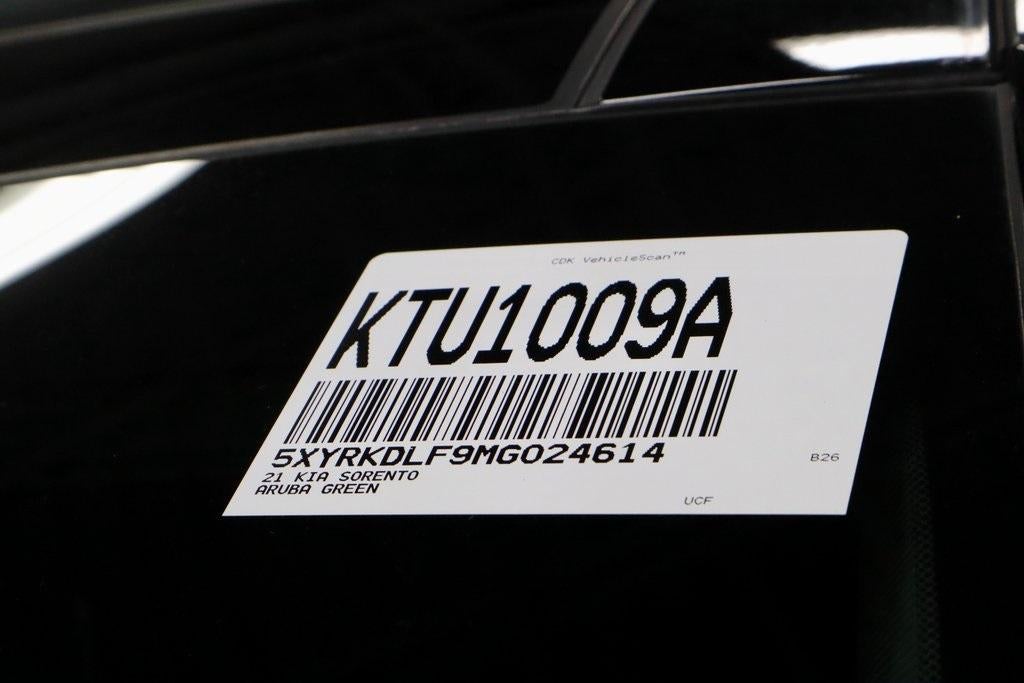 CDK VehicleScan™
KTU1009A
5XYRKDLF9MG024614
21 KIA SORENTO
ARUBA GREEN
B26
UCF